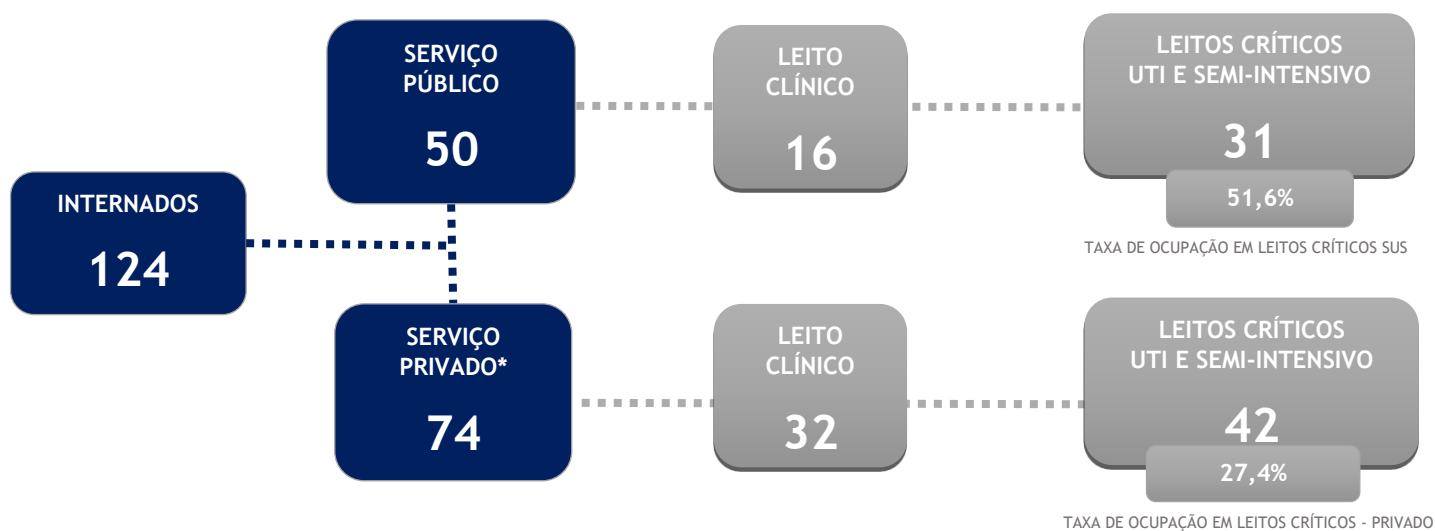 INTERNADOS
124
SERVIÇO
PÚBLICO
50
LEITO
CLÍNICO
16
LEITOS CRÍTICOS
UTI E SEMI-INTENSIVO
31
51,6%
TAXA DE OCUPAÇÃO EM LEITOS CRÍTICOS SUS
SERVIÇO
PRIVADO*
74
LEITO
CLÍNICO
32
LEITOS CRÍTICOS
UTI E SEMI-INTENSIVO
42
27,4%
TAXA DE OCUPAÇÃO EM LEITOS CRÍTICOS - PRIVADO